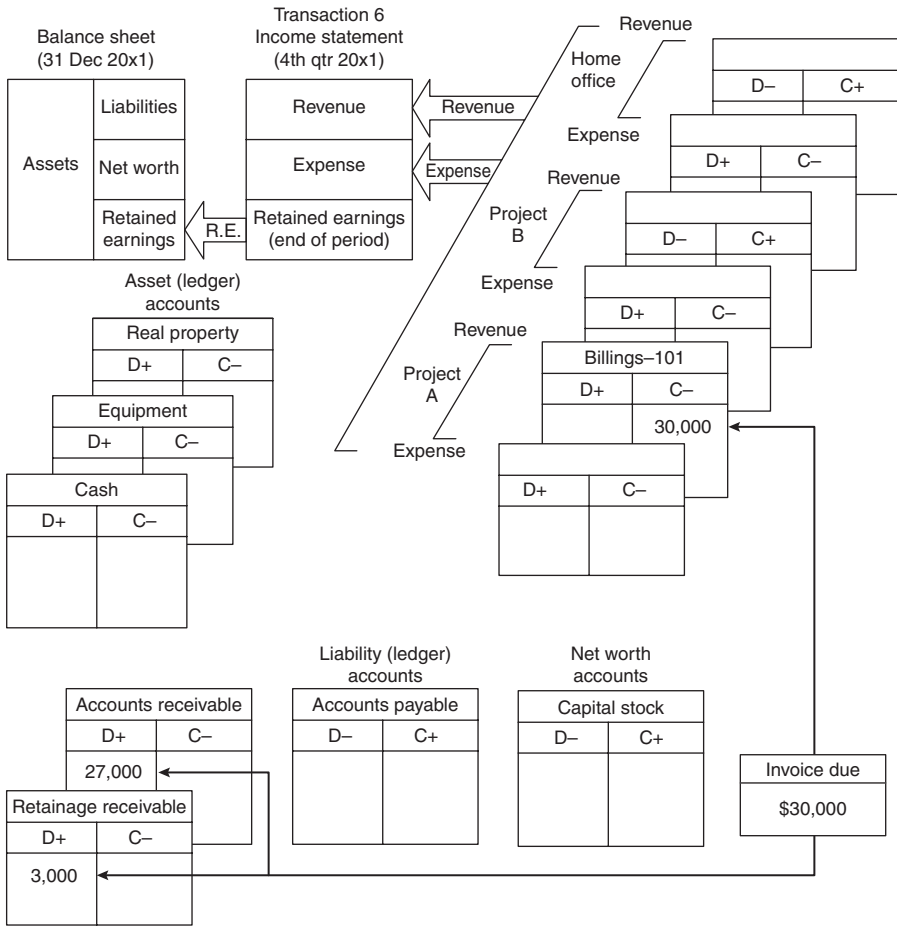 Balance sheet
(31 Dec 20x1)
Assets
Liabilities
Net worth
Retained
earnings
R.E.
Transaction 6
Income statement
(4th qtr 20x1)
Revenue
Expense
Retained earnings
(end of period)
Revenue
Expense
Revenue
Home
office
Expense
Revenue
Project
B
Expense
Revenue
Project
A
Expense
D– C+
D+ C–
D– C+
D+ C–
Billings–101
D+ C–
30,000
D+ C–
Asset (ledger)
accounts
Real property
D+ C–
Equipment
D+ C–
Cash
D+ C–
Accounts receivable
D+ C–
27,000
Retainage receivable
D+ C–
3,000
Liability (ledger)
accounts
Accounts payable
D– C+
Net worth
accounts
Capital stock
D– C+
Invoice due
$30,000